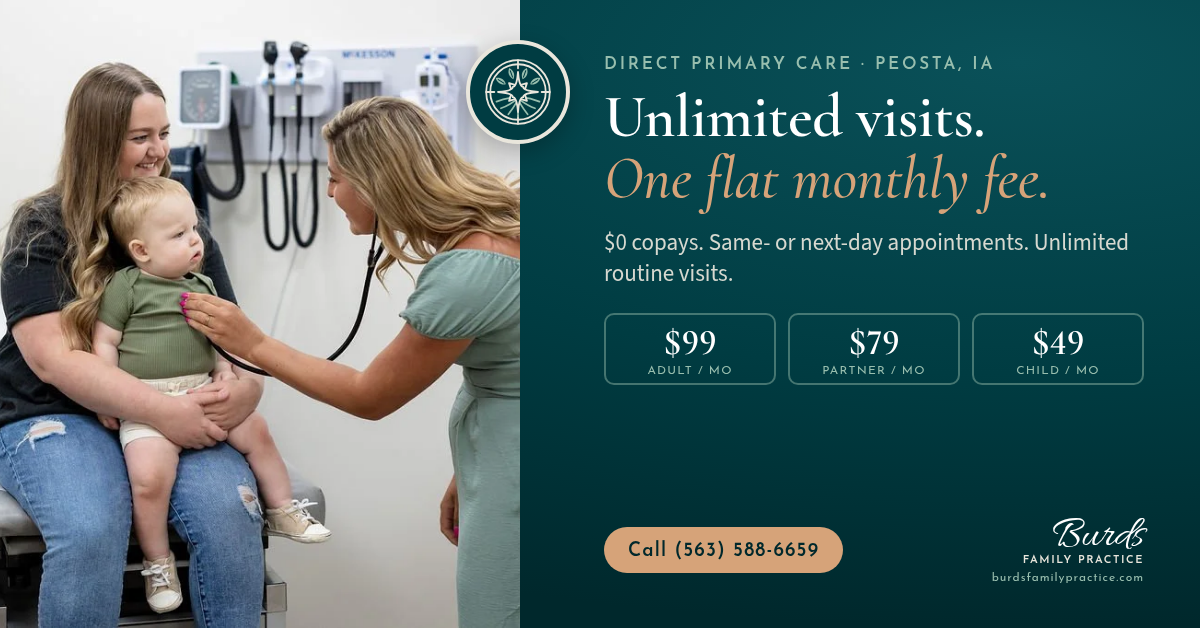 MCKESSON
DIRECT PRIMARY CARE · PEOSTA, IA
Unlimited visits.
One flat monthly fee.
$0 copays. Same- or next-day appointments. Unlimited
routine visits.
$99
ADULT / MO
$79
PARTNER / MO
$49
CHILD / MO
Call (563) 588-6659
Burds
FAMILY PRACTICE
burdsfamilypractice.com